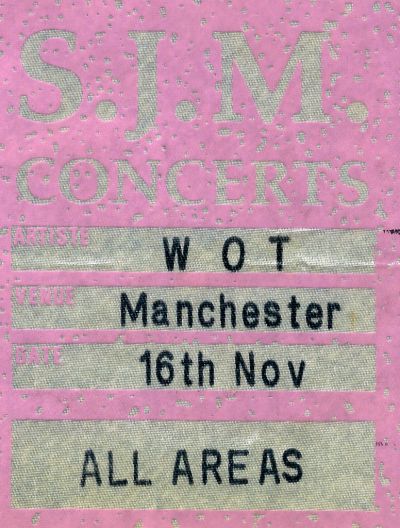 S.J.M.
CONCERTS
ARTISTE W O T
VENUE Manchester
DATE 16th Nov
ALL AREAS